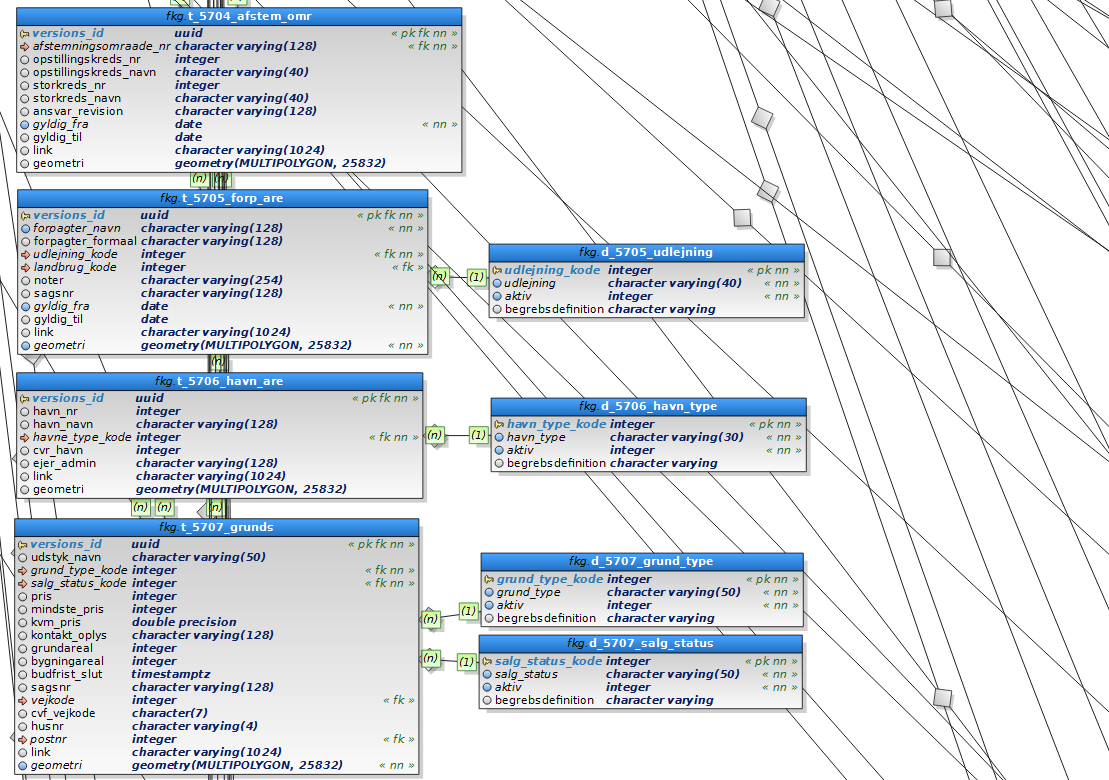 fkg.t_5704_afstem_omr
versions_id uuid « pk fk nn »
afstemningsomraade_nr character varying(128) « fk nn »
opstillingskreds_nr integer
opstillingskreds_navn character varying(40)
storkreds_nr integer
storkreds_navn character varying(40)
ansvar_revision character varying(128)
gyldig_fra date « nn »
gyldig_til date
link character varying(1024)
geometri geometry(MULTIPOLYGON, 25832)
(n) (n)
fkg.t_5705_forp_are
versions_id uuid « pk fk nn »
forpagter_navn character varying(128) « nn »
forpagter_formaal character varying(128)
udlejning_kode integer « fk nn »
landbrug_kode integer « fk »
noter character varying(254)
sagsnr character varying(128)
gyldig_fra date « nn »
gyldig_til date
link character varying(1024)
geometri geometry(MULTIPOLYGON, 25832) « nn »
(n) (1)
fkg.d_5705_udlejning
udlejning_kode integer « pk nn »
udlejning character varying(40) « nn »
aktiv integer « nn »
begrebsdefinition character varying
(n)
fkg.t_5706_havn_are
versions_id uuid « pk fk nn »
havn_nr integer
havn_navn character varying(128)
havne_type_kode integer « fk nn »
cvr_havn integer
ejer_admin character varying(128)
link character varying(1024)
geometri geometry(MULTIPOLYGON, 25832)
(n) (1)
fkg.d_5706_havn_type
havn_type_kode integer « pk nn »
havn_type character varying(30) « nn »
aktiv integer « nn »
begrebsdefinition character varying
(n) (n) (n)
fkg.t_5707_grunds
versions_id uuid « pk fk nn »
udstyk_navn character varying(50)
grund_type_kode integer « fk nn »
salg_status_kode integer « fk nn »
pris integer
mindste_pris integer
kvm_pris double precision
kontakt_oplys character varying(128)
grundareal integer
bygningareal integer
budfrist_slut timestamptz
sagsnr character varying(128)
vejkode integer « fk »
cvf_vejkode character(7)
husnr character varying(4)
postnr integer « fk »
link character varying(1024)
geometri geometry(MULTIPOLYGON, 25832) « nn »
(n) (1)
fkg.d_5707_grund_type
grund_type_kode integer « pk nn »
grund_type character varying(50) « nn »
aktiv integer « nn »
begrebsdefinition character varying
(n) (1)
fkg.d_5707_salg_status
salg_status_kode integer « pk nn »
salg_status character varying(50) « nn »
aktiv integer « nn »
begrebsdefinition character varying